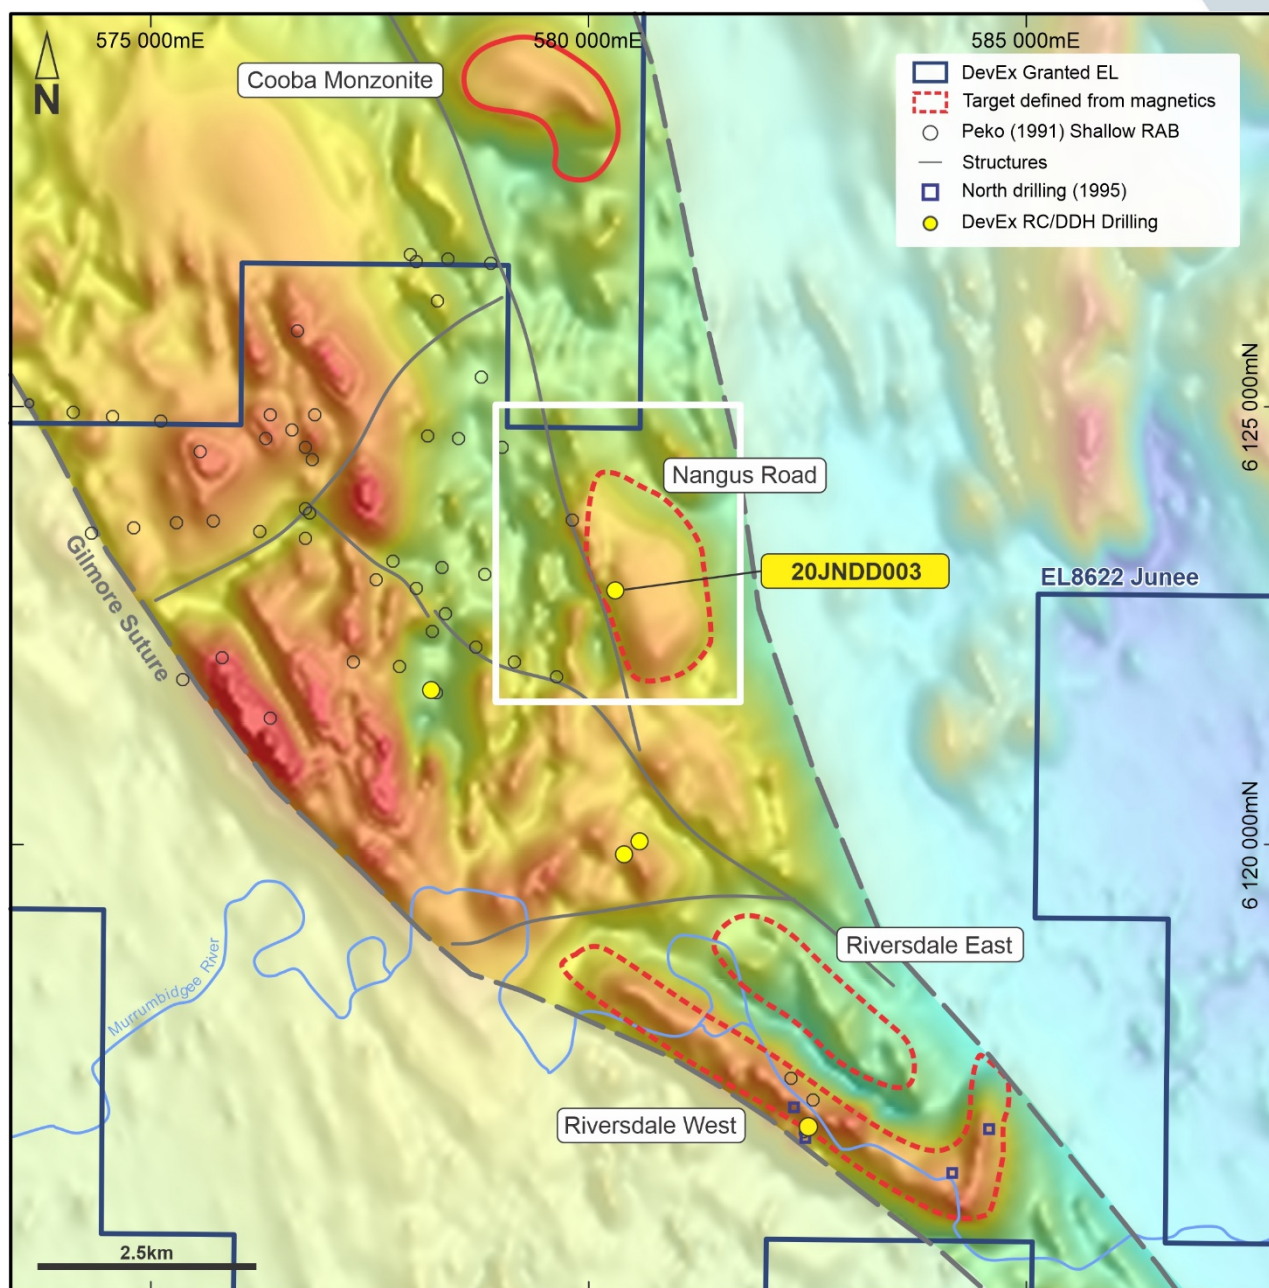 575 000mE
580 000mE
585 000mE
N
Cooba Monzonite
DevEx Granted EL
Target defined from magnetics
Peko (1991) Shallow RAB
Structures
North drilling (1995)
DevEx RC/DDH Drilling
6 125 000mN
Nangus Road
20JNDD003
EL8622 Junee
Gilmore Suture
6 120 000mN
Riversdale East
Murrumbidgee River
Riversdale West
2.5km